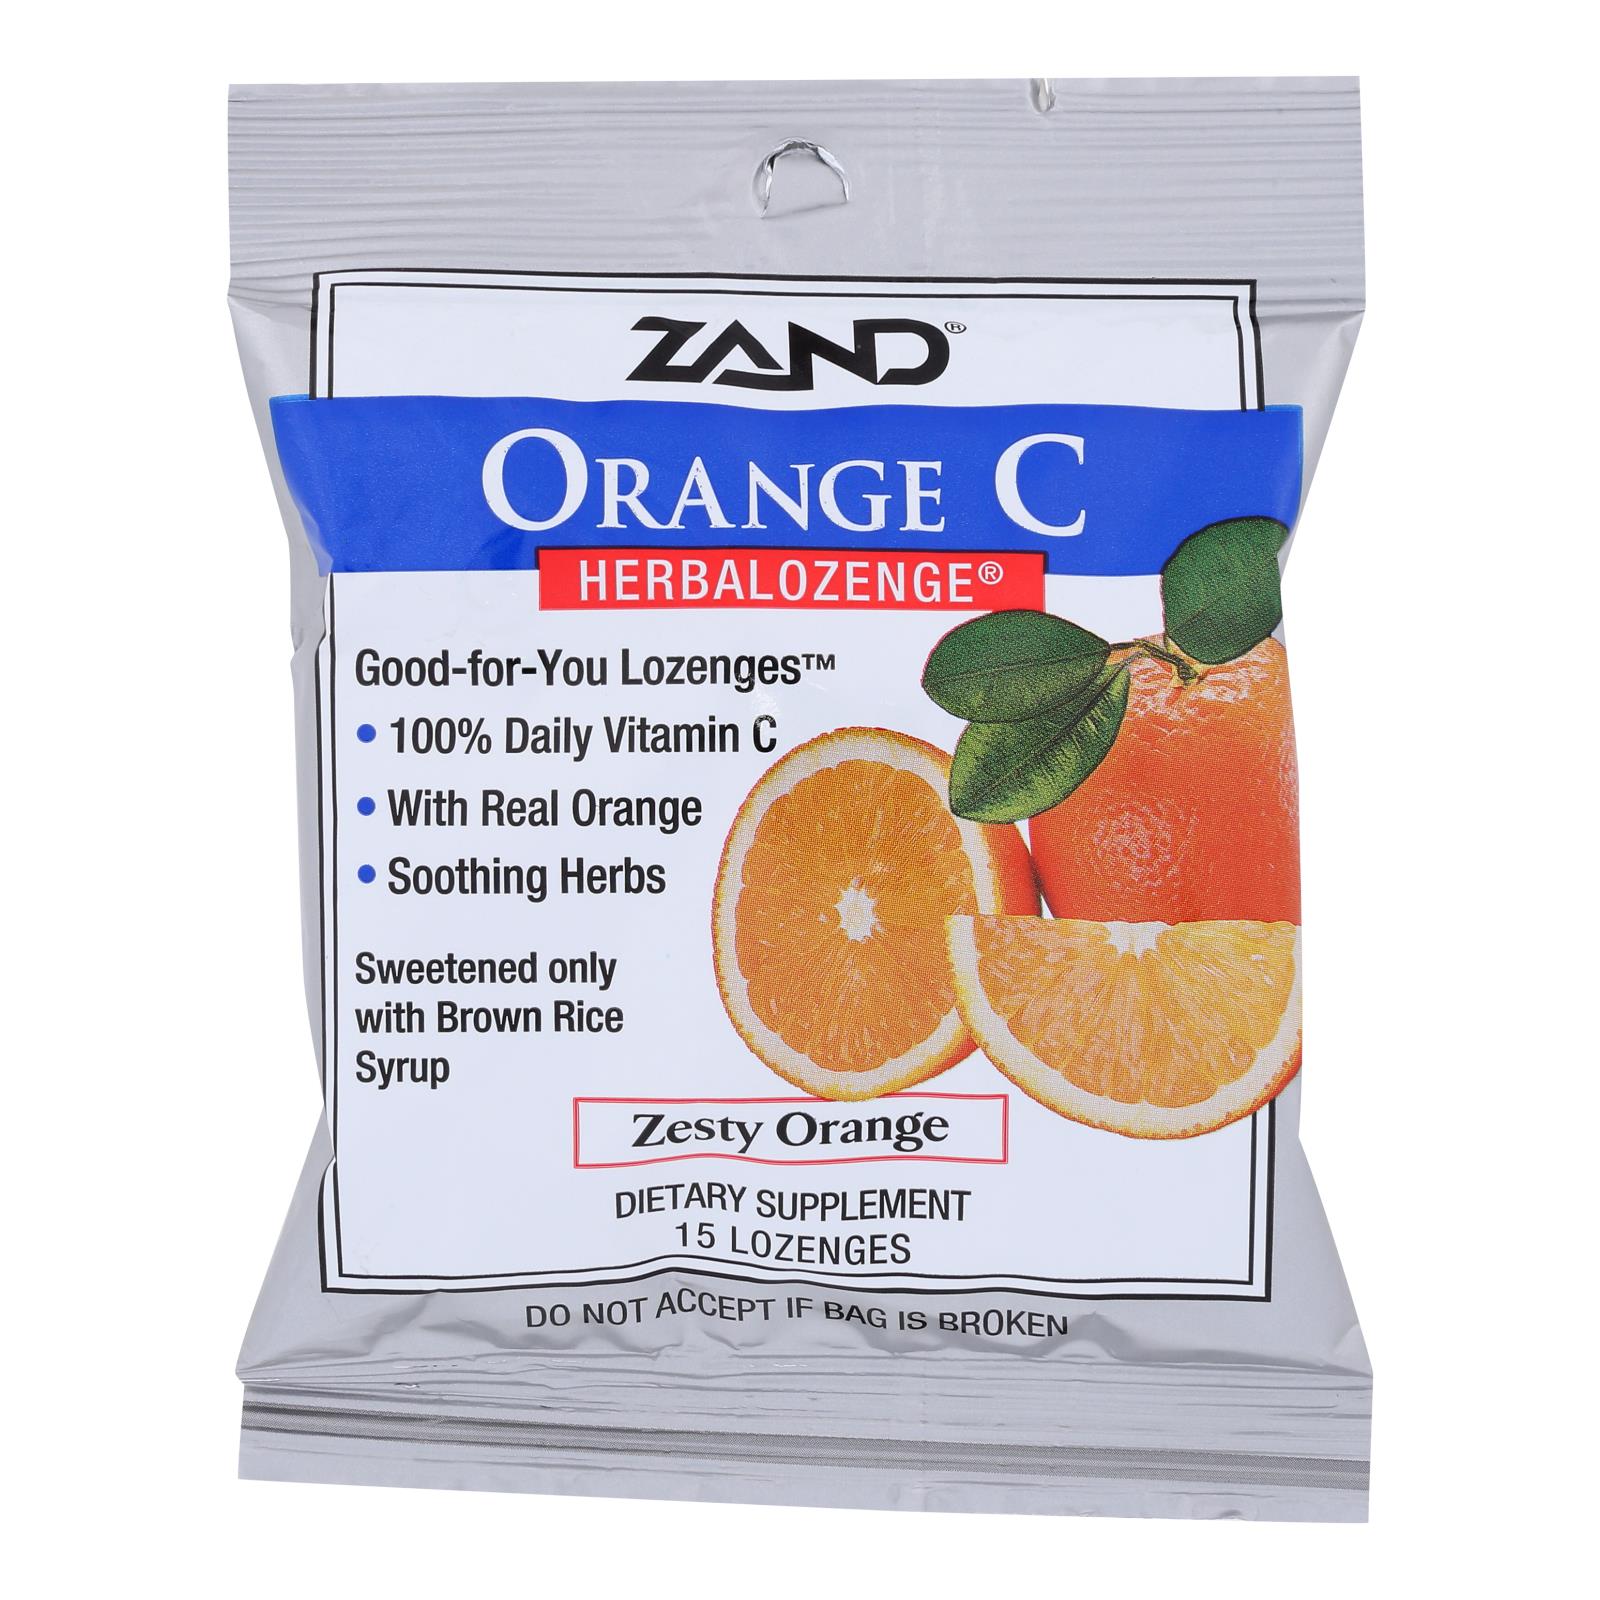 ZAND®
ORANGE C
HERBALOZENGE®
Good-for-You Lozenges™
• 100% Daily Vitamin C
• With Real Orange
• Soothing Herbs
Sweetened only
with Brown Rice
Syrup
Zesty Orange
DIETARY SUPPLEMENT
15 LOZENGES
DO NOT ACCEPT IF BAG IS BROKEN